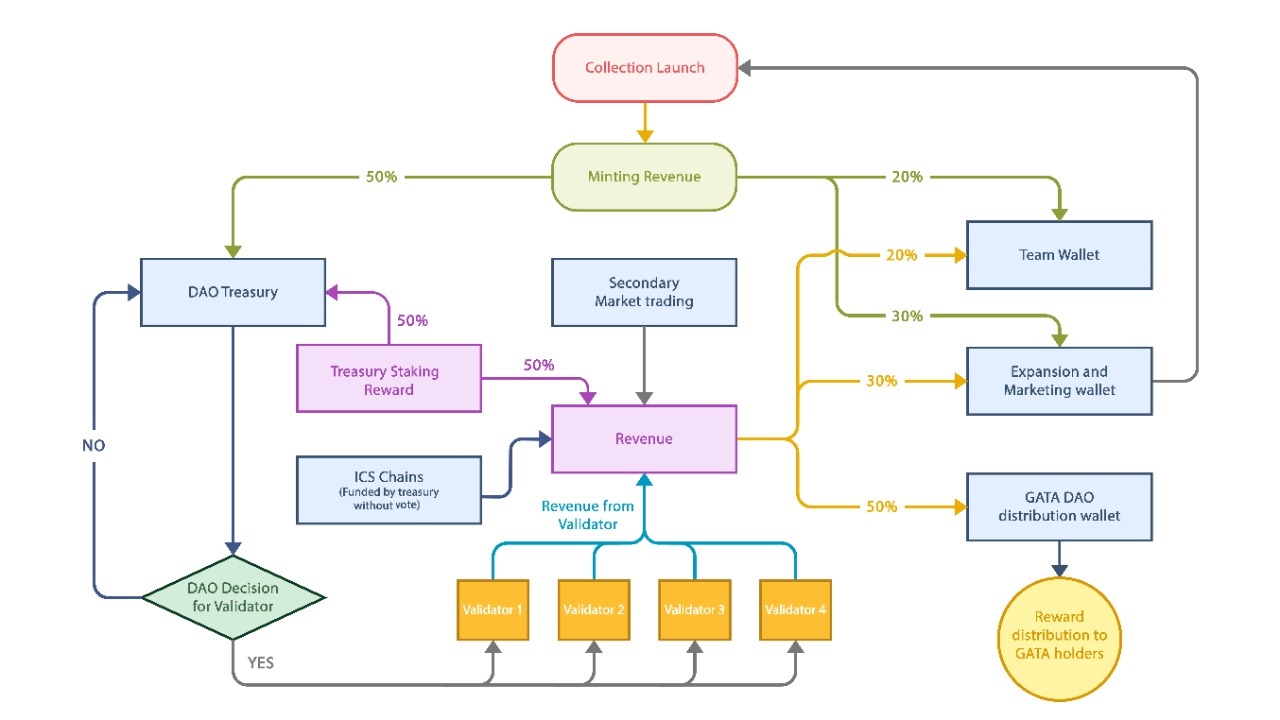 Collection Launch
Minting Revenue
50%
20%
Team Wallet
20%
DAO Treasury
Secondary
Market trading
50%
30%
Treasury Staking
Reward
50%
30%
Expansion and
Marketing wallet
NO
Revenue
ICS Chains
(Funded by treasury
without vote)
Revenue from
Validator
50%
GATA DAO
distribution wallet
DAO Decision
for Validator
Validator 1
Validator 2
Validator 3
Validator 4
Reward
distribution to
GATA holders
YES